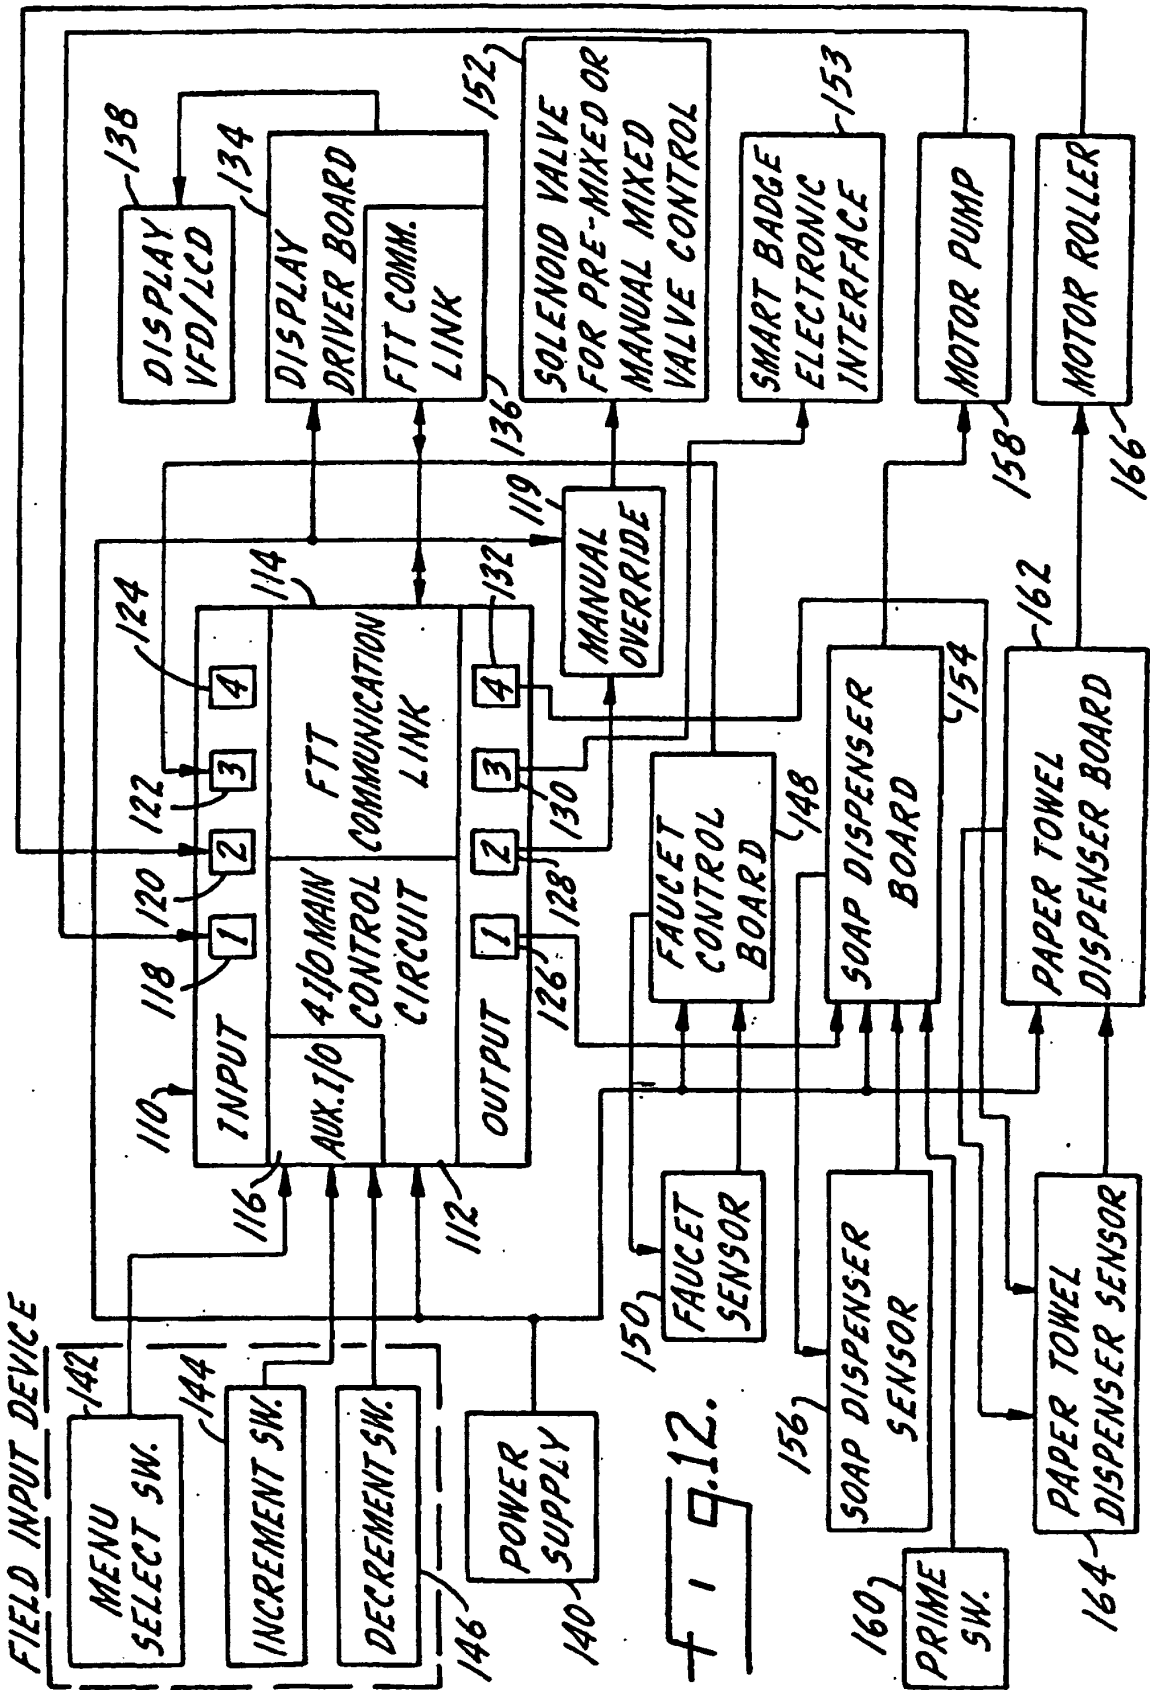 FIELD INPUT DEVICE
142
MENU
SELECT SW.
144
INCREMENT SW.
DECREMENT SW.
146
POWER
SUPPLY
140
110
INPUT
118
1
120
2
122
3
124
4
116
AUX. I/O
4 I/O MAIN
CONTROL
CIRCUIT
112
114
FTT
COMMUNICATION
LINK
OUTPUT
1
126
2
128
3
130
4
132
138
DISPLAY
VFD/LCD
134
DISPLAY
DRIVER BOARD
FTT COMM.
LINK
136
119
MANUAL
OVERRIDE
152
SOLENOID VALVE
FOR PRE-MIXED OR
MANUAL MIXED
VALVE CONTROL
150
FAUCET
SENSOR
FAUCET
CONTROL
BOARD
148
SMART BADGE
ELECTRONIC
INTERFACE
153
156
SOAP DISPENSER
SENSOR
SOAP DISPENSER
BOARD
154
MOTOR PUMP
158
160
PRIME
SW.
164
PAPER TOWEL
DISPENSER SENSOR
162
PAPER TOWEL
DISPENSER BOARD
MOTOR ROLLER
166
Fig. 12.